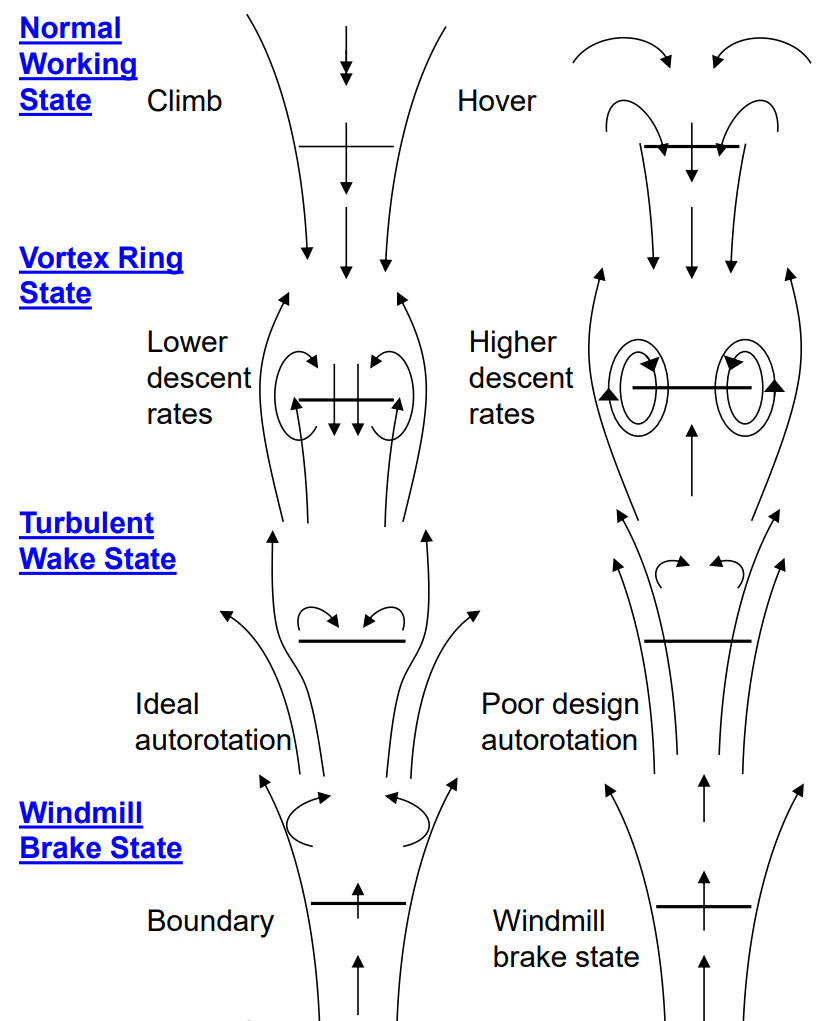 Normal
Working
State
Climb
Hover
Vortex Ring
State
Lower
descent
rates
Higher
descent
rates
Turbulent
Wake State
Ideal
autorotation
Poor design
autorotation
Windmill
Brake State
Boundary
Windmill
brake state